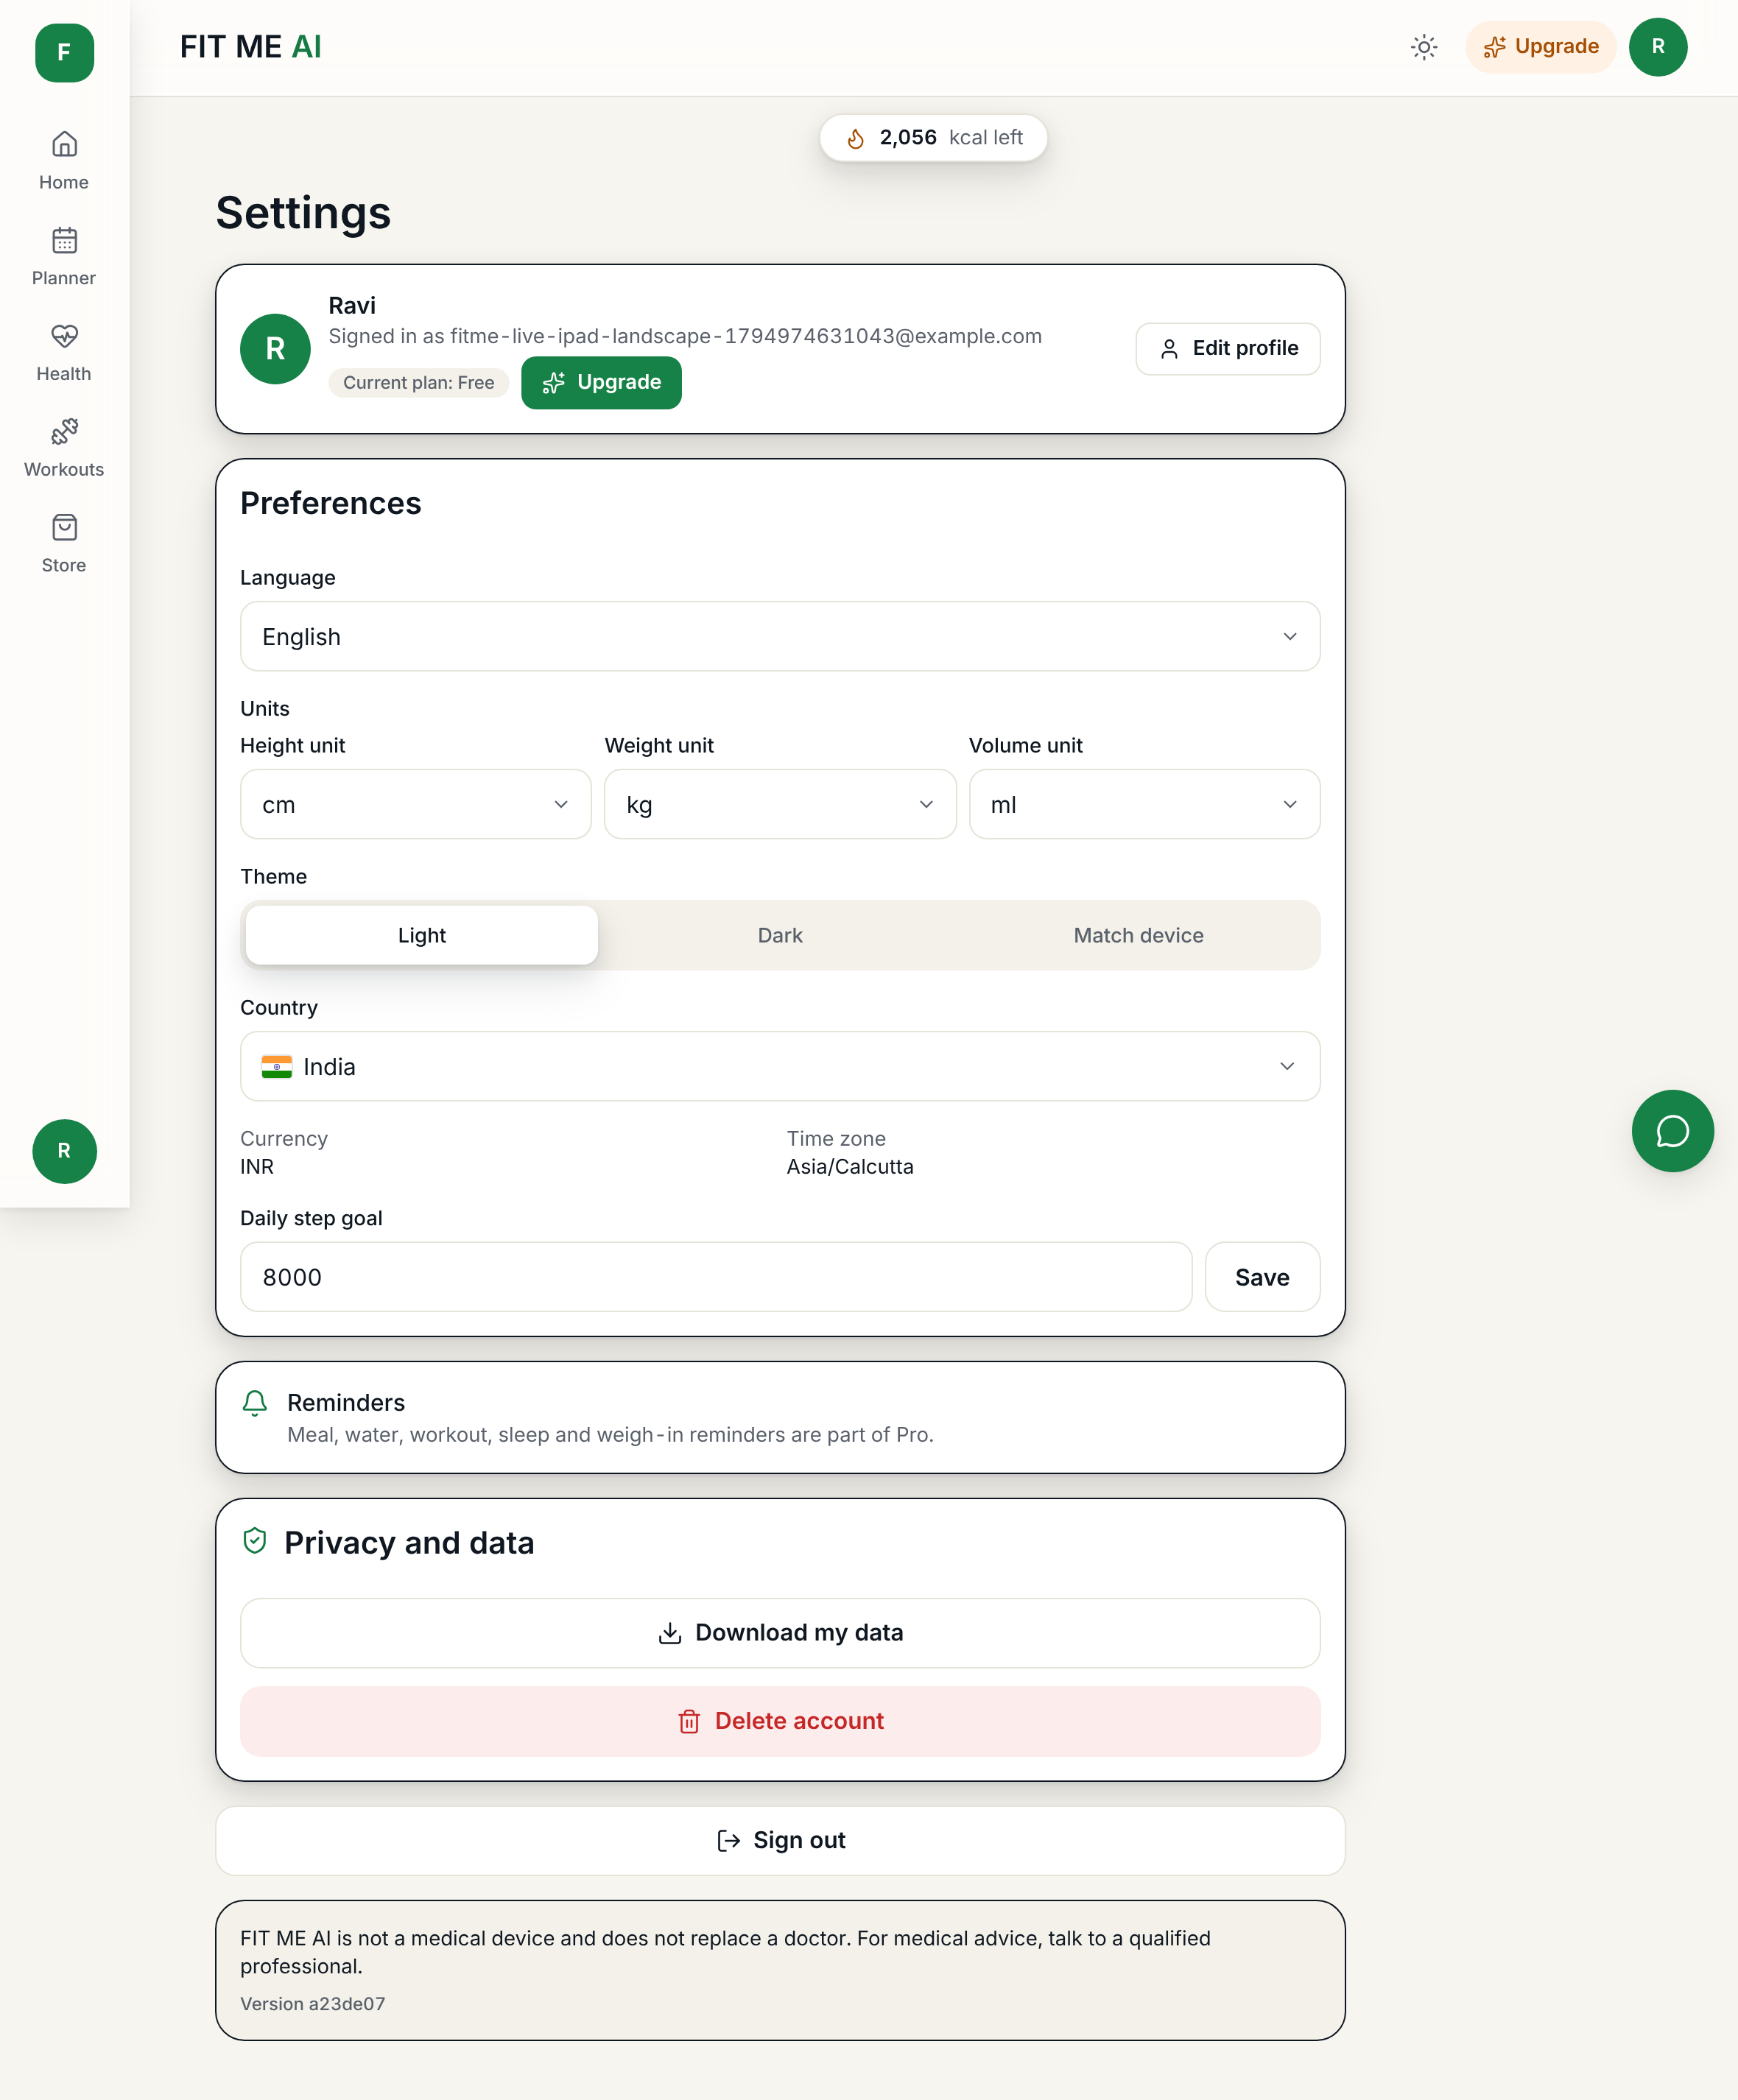 F
FIT ME AI
Upgrade
R
Home
Planner
Health
Workouts
Store
R
2,056 kcal left
Settings
R
Ravi
Signed in as fitme-live-ipad-landscape-1794974631043@example.com
Current plan: Free
Upgrade
Edit profile
Preferences
Language
English
Units
Height unit
Weight unit
Volume unit
cm
kg
ml
Theme
Light
Dark
Match device
Country
India
Currency
INR
Time zone
Asia/Calcutta
Daily step goal
8000
Save
Reminders
Meal, water, workout, sleep and weigh-in reminders are part of Pro.
Privacy and data
Download my data
Delete account
Sign out
FIT ME AI is not a medical device and does not replace a doctor. For medical advice, talk to a qualified
professional.
Version a23de07